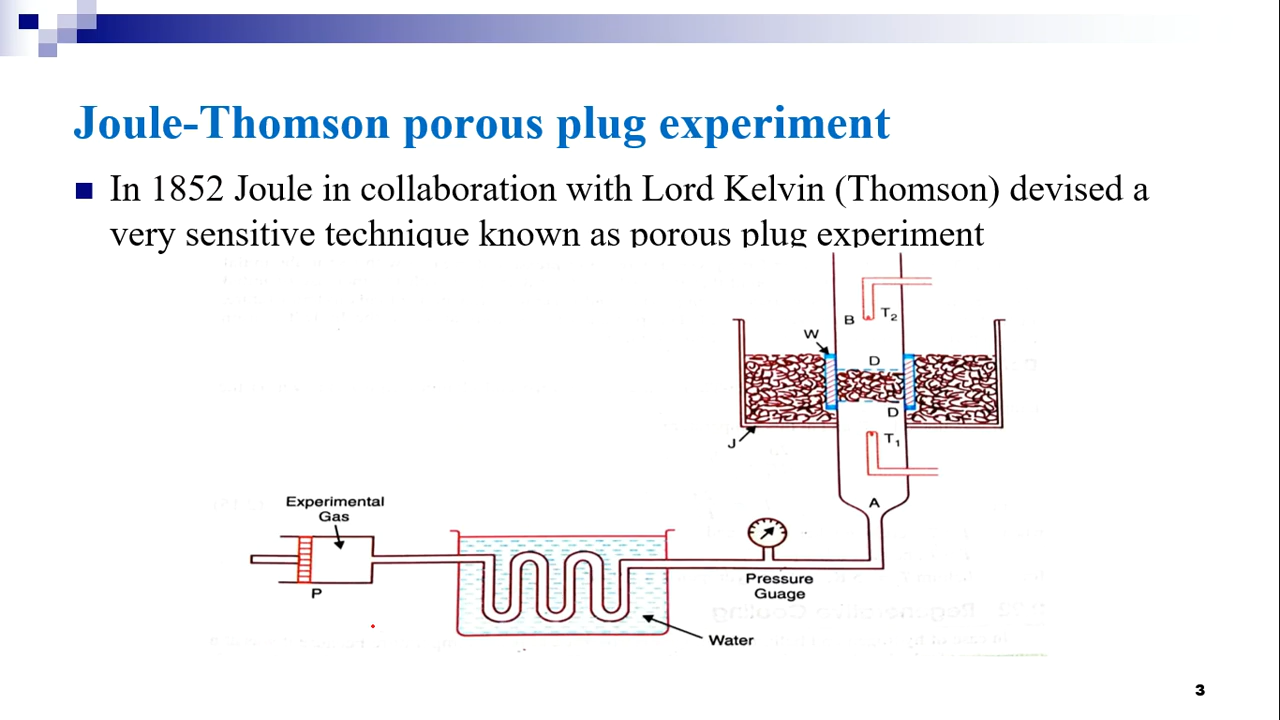 Joule-Thomson porous plug experiment
In 1852 Joule in collaboration with Lord Kelvin (Thomson) devised a
very sensitive technique known as porous plug experiment
B
T2
W
D
D
J
T1
A
Experimental
Gas
P
Pressure
Guage
Water
3